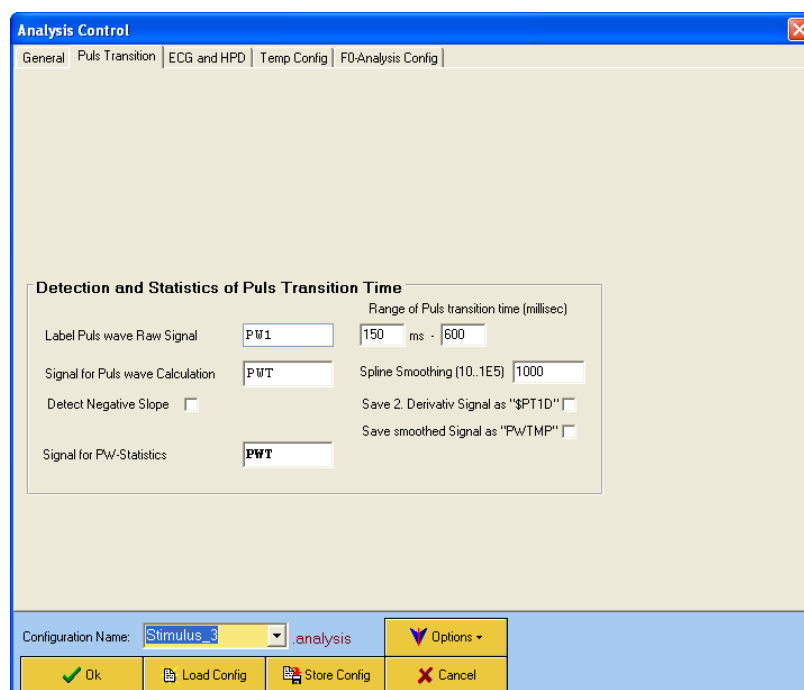 Analysis Control
General Puls Transition ECG and HPD Temp Config F0-Analysis Config
Detection and Statistics of Puls Transition Time
Range of Puls transition time (millisec)
Label Puls wave Raw Signal PW1 150 ms - 600
Signal for Puls wave Calculation PWT Spline Smoothing (10..1E5) 1000
Detect Negative Slope Save 2. Derivativ Signal as "$PT1D"
Save smoothed Signal as "PWTMP"
Signal for PW-Statistics PWT
Configuration Name: Stimulus_3 .analysis Options
Ok Load Config Store Config Cancel